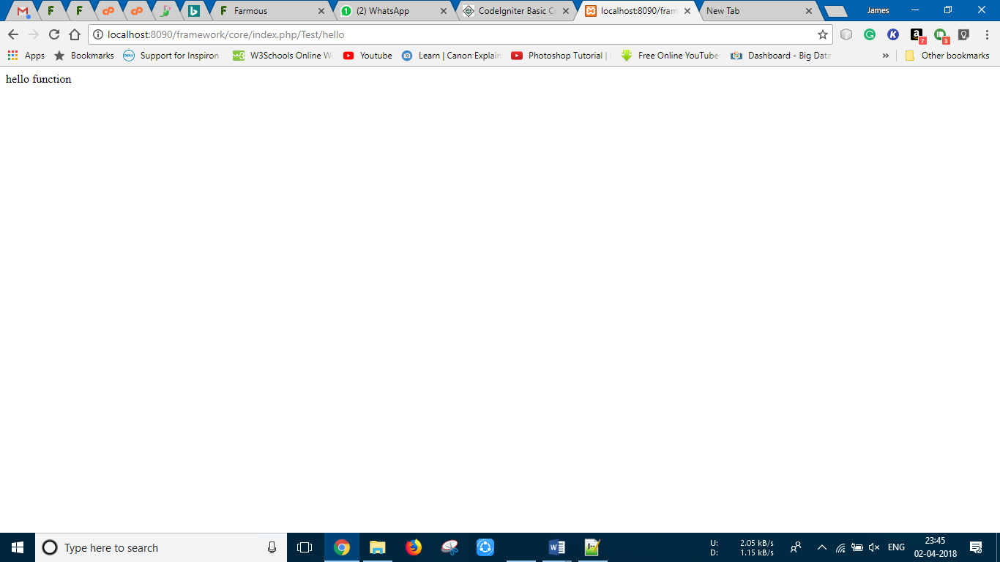 Farmous
(2) WhatsApp
CodeIgniter Basic Co
localhost:8090/fram
New Tab
James
localhost:8090/framework/core/index.php/Test/hello
7
3
Apps
Bookmarks
Support for Inspiron
W3Schools Online W
Youtube
Learn | Canon Explain
Photoshop Tutorial |
Free Online YouTube
Dashboard - Big Data
»
Other bookmarks
hello function
Type here to search
U: 2.05 kB/s
D: 1.15 kB/s
ENG
23:45
02-04-2018